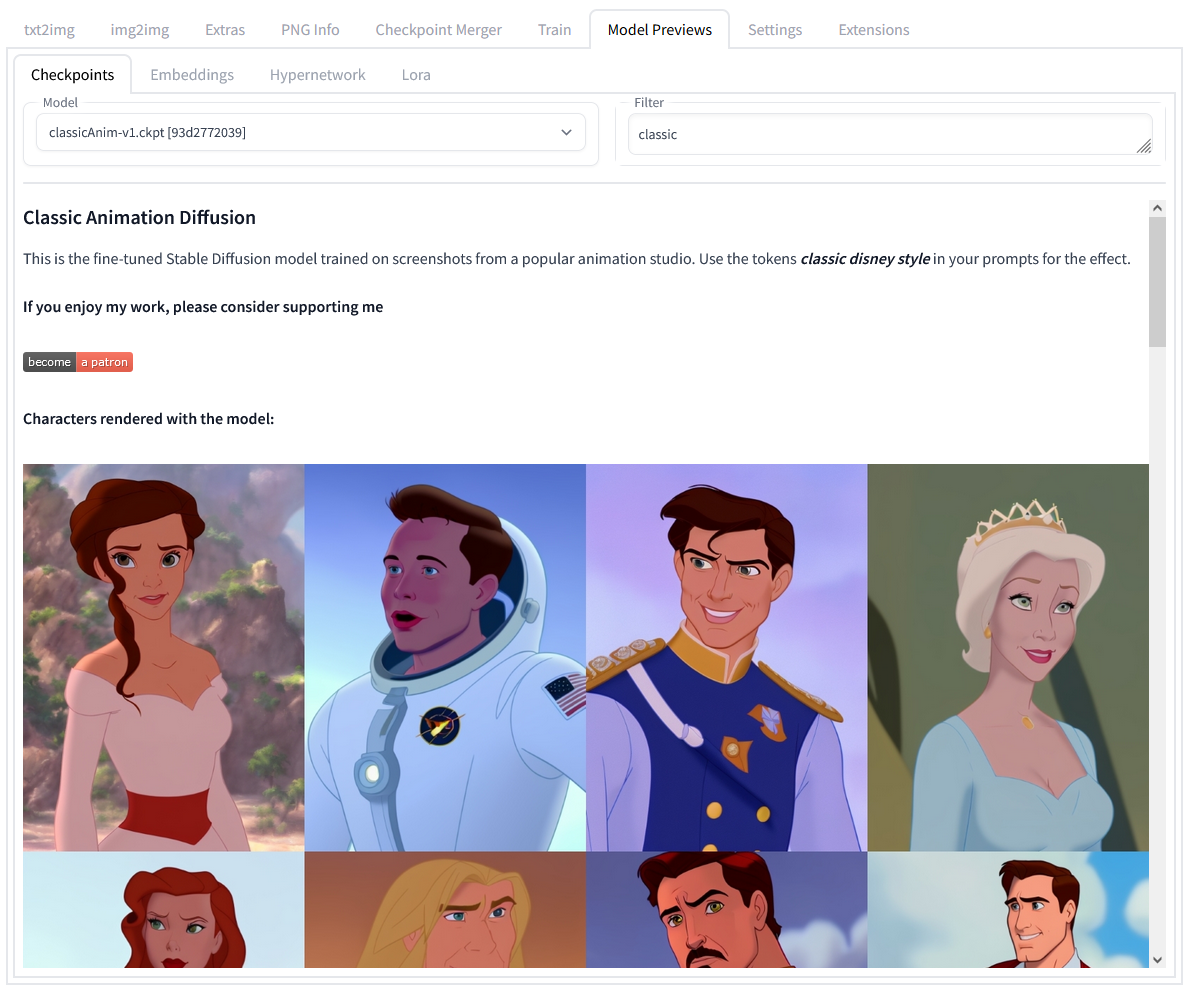 txt2img img2img Extras PNG Info Checkpoint Merger Train Model Previews Settings Extensions
Checkpoints Embeddings Hypernetwork Lora
Model
classicAnim-v1.ckpt [93d2772039]
Filter
classic
Classic Animation Diffusion
This is the fine-tuned Stable Diffusion model trained on screenshots from a popular animation studio. Use the tokens classic disney style in your prompts for the effect.
If you enjoy my work, please consider supporting me
become a patron
Characters rendered with the model: